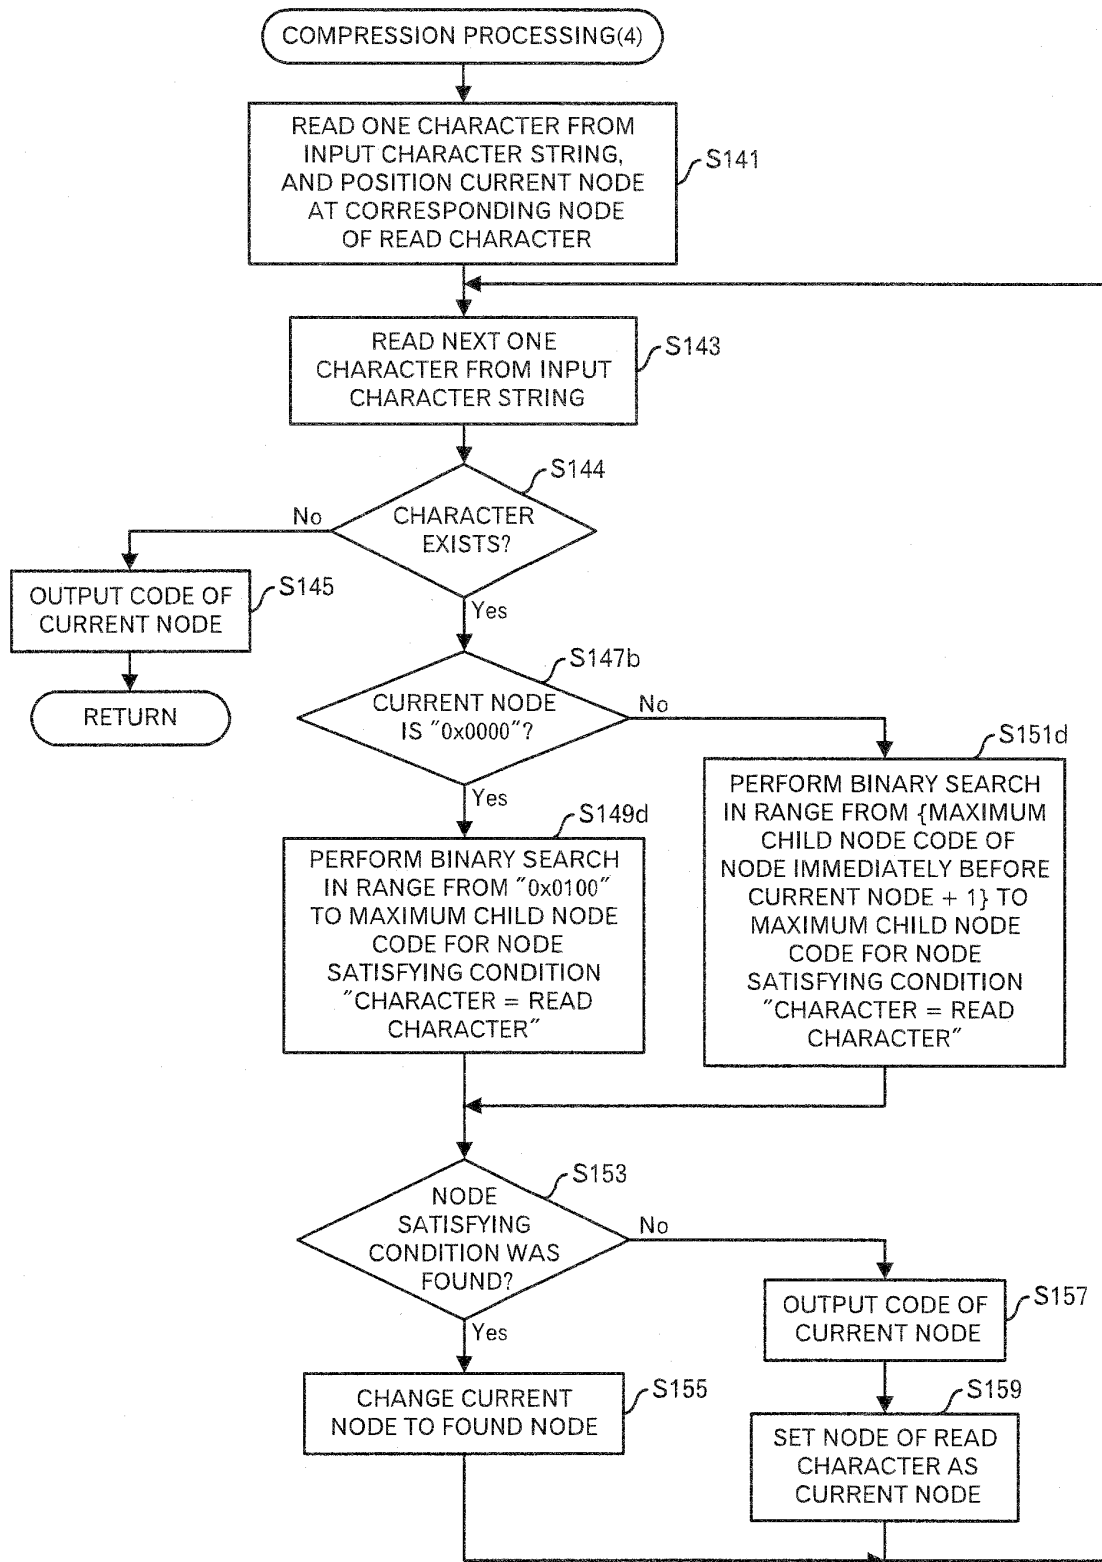 COMPRESSION PROCESSING(4)
READ ONE CHARACTER FROM
INPUT CHARACTER STRING,
AND POSITION CURRENT NODE
AT CORRESPONDING NODE
OF READ CHARACTER
S141
READ NEXT ONE
CHARACTER FROM INPUT
CHARACTER STRING
S143
S144
CHARACTER
EXISTS?
No
Yes
OUTPUT CODE OF
CURRENT NODE
S145
RETURN
S147b
CURRENT NODE
IS "0x0000"?
No
Yes
S149d
PERFORM BINARY SEARCH
IN RANGE FROM "0x0100"
TO MAXIMUM CHILD NODE
CODE FOR NODE
SATISFYING CONDITION
"CHARACTER = READ
CHARACTER"
S151d
PERFORM BINARY SEARCH
IN RANGE FROM {MAXIMUM
CHILD NODE CODE OF
NODE IMMEDIATELY BEFORE
CURRENT NODE + 1} TO
MAXIMUM CHILD NODE
CODE FOR NODE
SATISFYING CONDITION
"CHARACTER = READ
CHARACTER"
S153
NODE
SATISFYING
CONDITION WAS
FOUND?
No
Yes
OUTPUT CODE OF
CURRENT NODE
S157
CHANGE CURRENT
NODE TO FOUND NODE
S155
S159
SET NODE OF READ
CHARACTER AS
CURRENT NODE